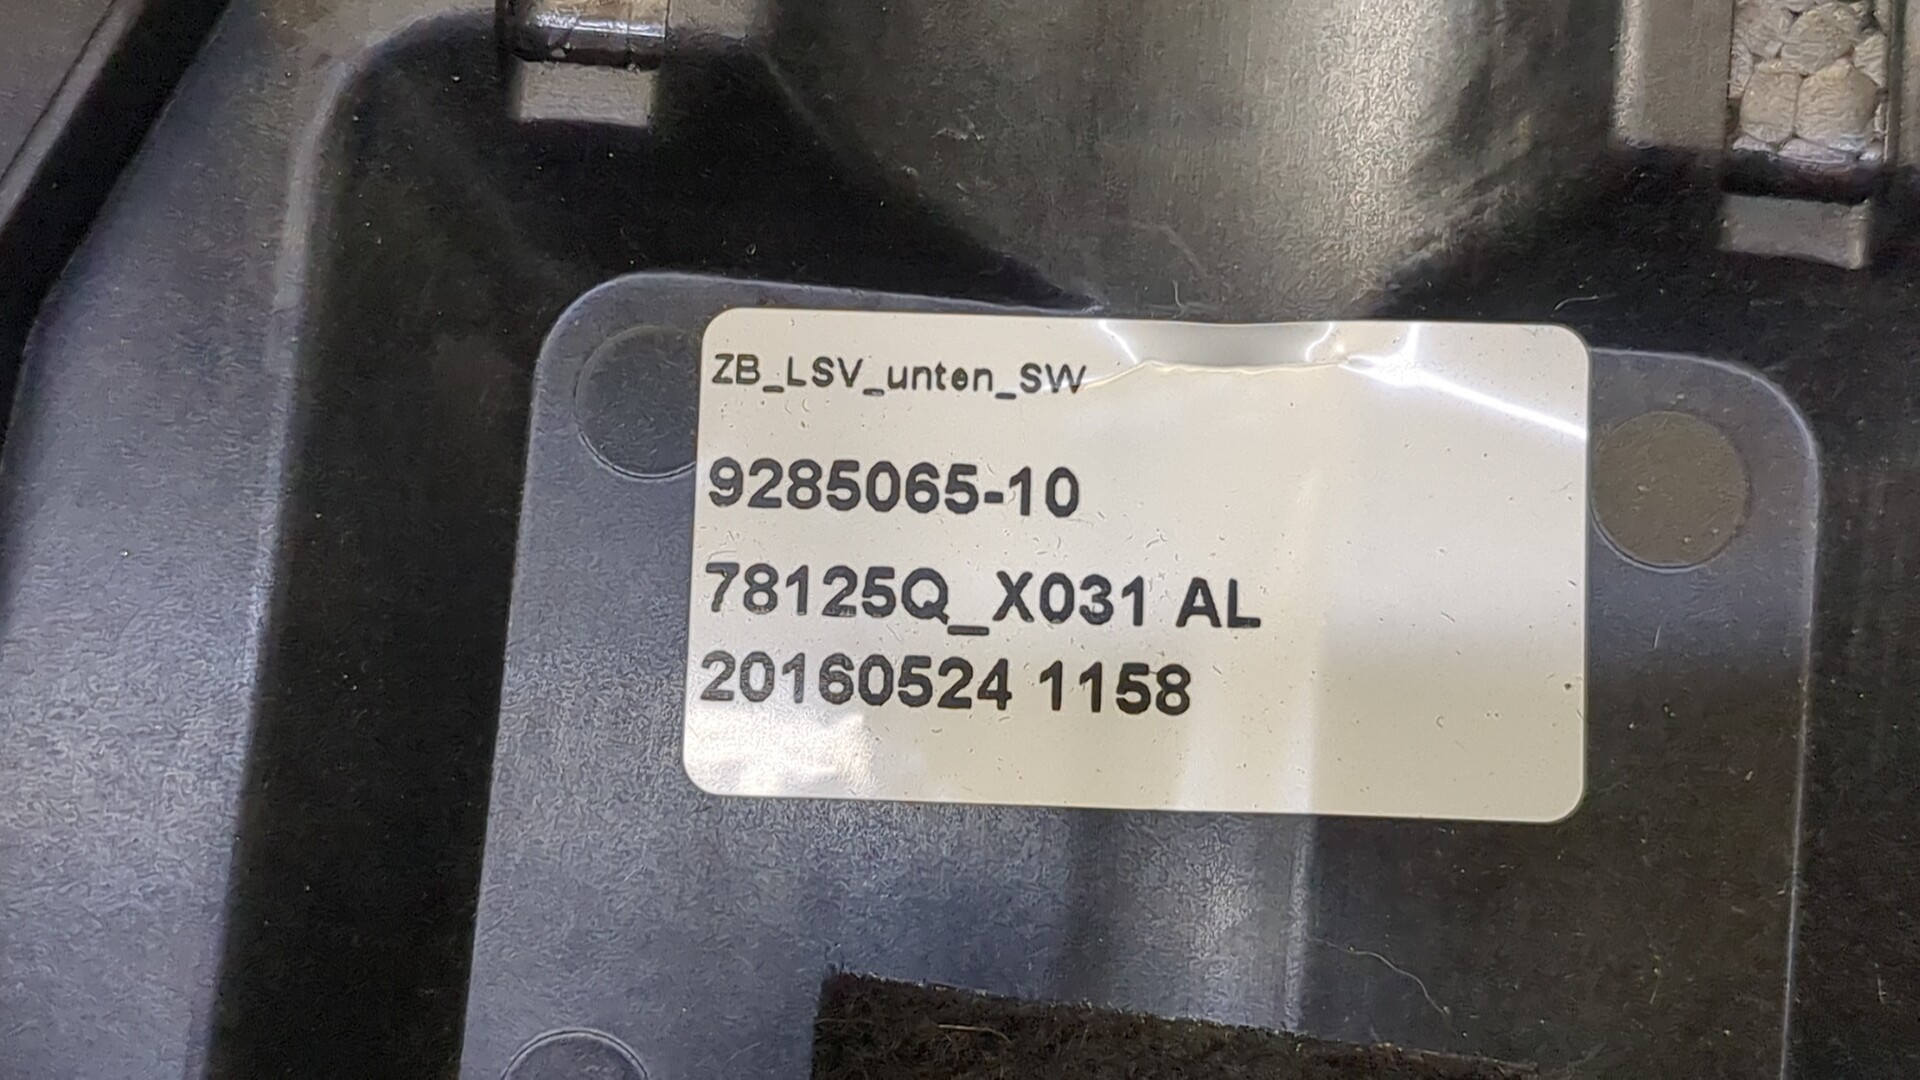 ZB_LSV_unten_SW
9285065-10
78125Q_X031 AL
20160524 1158